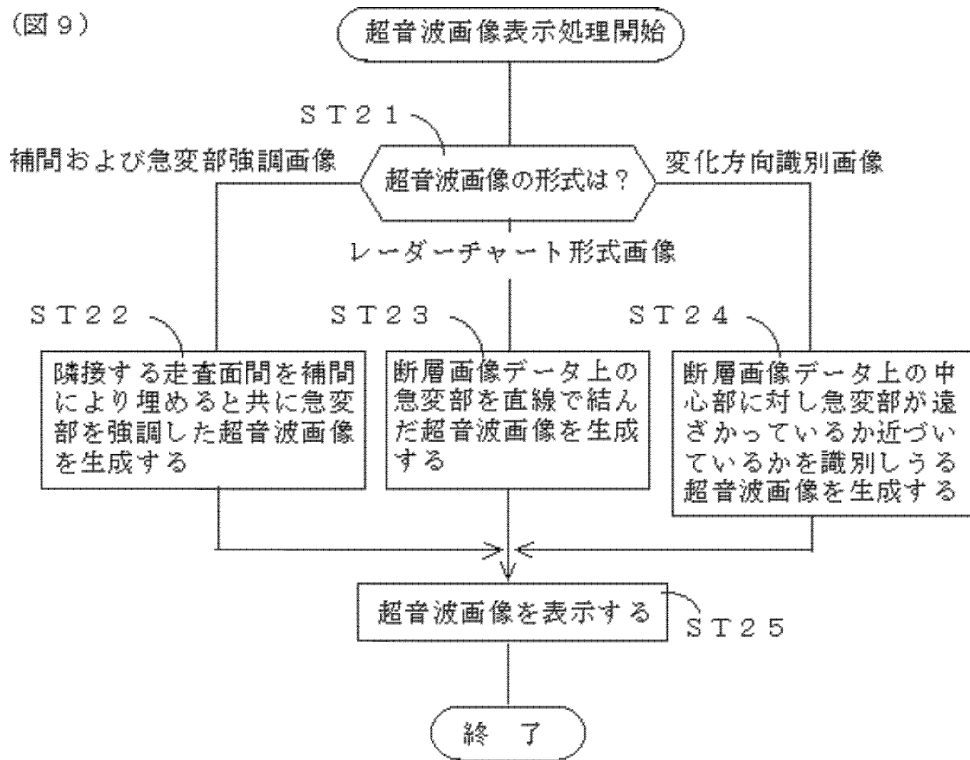 (図９)
超音波画像表示処理開始
ＳＴ２１
補間および急変部強調画像
超音波画像の形式は？
変化方向識別画像
レーダーチャート形式画像
ＳＴ２２
隣接する走査面間を補間
により埋めると共に急変
部を強調した超音波画像
を生成する
ＳＴ２３
断層画像データ上の
急変部を直線で結ん
だ超音波画像を生成
する
ＳＴ２４
断層画像データ上の中
心部に対し急変部が遠
ざかっているか近づい
ているかを識別しうる
超音波画像を生成する
超音波画像を表示する
ＳＴ２５
終　了